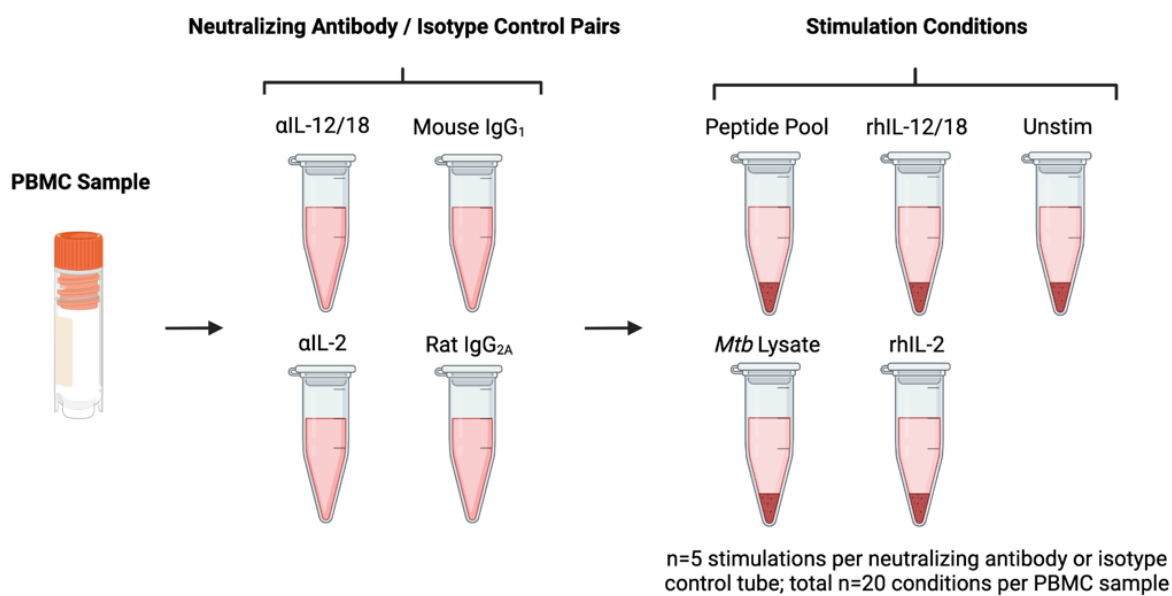 Neutralizing Antibody / Isotype Control Pairs
Stimulation Conditions
PBMC Sample
αIL-12/18
Mouse IgG₁
αIL-2
Rat IgG₂A
Peptide Pool
rhIL-12/18
Unstim
Mtb Lysate
rhIL-2
n=5 stimulations per neutralizing antibody or isotype
control tube; total n=20 conditions per PBMC sample